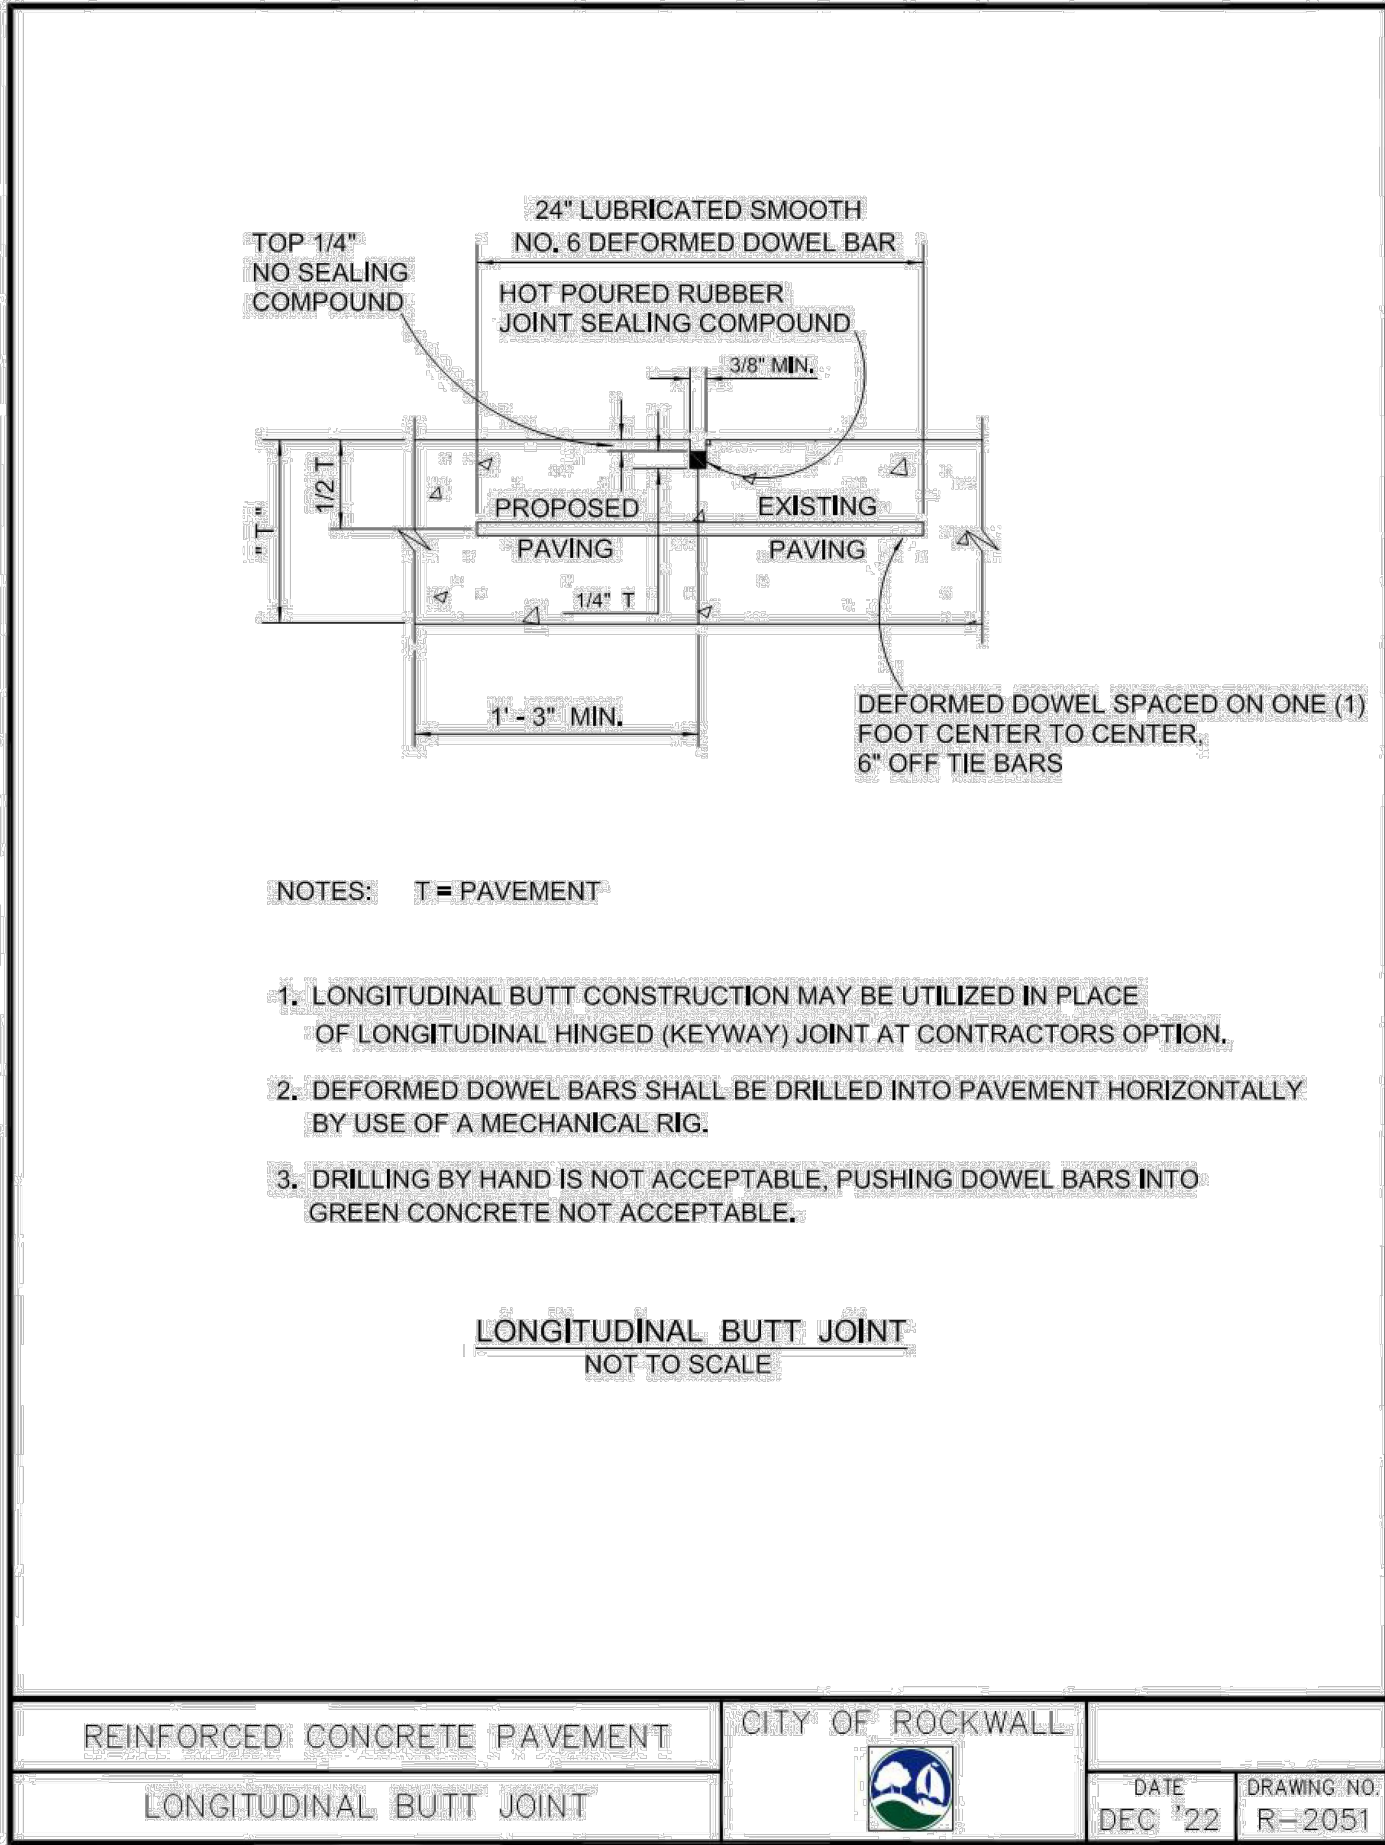 24" LUBRICATED SMOOTH
NO. 6 DEFORMED DOWEL BAR
TOP 1/4"
NO SEALING
COMPOUND
HOT POURED RUBBER
JOINT SEALING COMPOUND
3/8" MIN.
1/2 T
" T "
PROPOSED
PAVING
EXISTING
PAVING
1/4" T
1' - 3" MIN.
DEFORMED DOWEL SPACED ON ONE (1)
FOOT CENTER TO CENTER,
6" OFF TIE BARS
NOTES: T = PAVEMENT
1. LONGITUDINAL BUTT CONSTRUCTION MAY BE UTILIZED IN PLACE
OF LONGITUDINAL HINGED (KEYWAY) JOINT AT CONTRACTORS OPTION.
2. DEFORMED DOWEL BARS SHALL BE DRILLED INTO PAVEMENT HORIZONTALLY
BY USE OF A MECHANICAL RIG.
3. DRILLING BY HAND IS NOT ACCEPTABLE, PUSHING DOWEL BARS INTO
GREEN CONCRETE NOT ACCEPTABLE.
LONGITUDINAL BUTT JOINT
NOT TO SCALE
REINFORCED CONCRETE PAVEMENT
LONGITUDINAL BUTT JOINT
CITY OF ROCKWALL
DATE
DEC '22
DRAWING NO.
R-2051